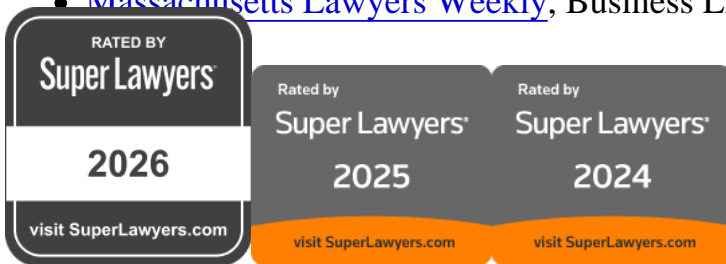 Massachusetts Lawyers Weekly, Business L
RATED BY
Super Lawyers®
2026
visit SuperLawyers.com
Rated by
Super Lawyers®
2025
visit SuperLawyers.com
Rated by
Super Lawyers®
2024
visit SuperLawyers.com